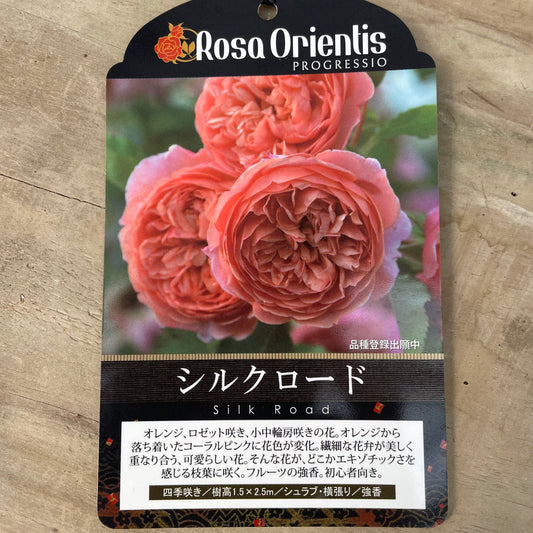 Rosa Orientis
PROGRESSIO
品種登録出願中
シルクロード
Silk Road
オレンジ、ロゼット咲き、小中輪房咲きの花。オレンジから
落ち着いたコーラルピンクに花色が変化。繊細な花弁が美しく
重なり合う、可愛らしい花。そんな花が、どこかエキゾチックさを
感じる枝葉に咲く。フルーツの強香。初心者向き。
四季咲き／樹高1.5×2.5m／シュラブ・横張り／強香